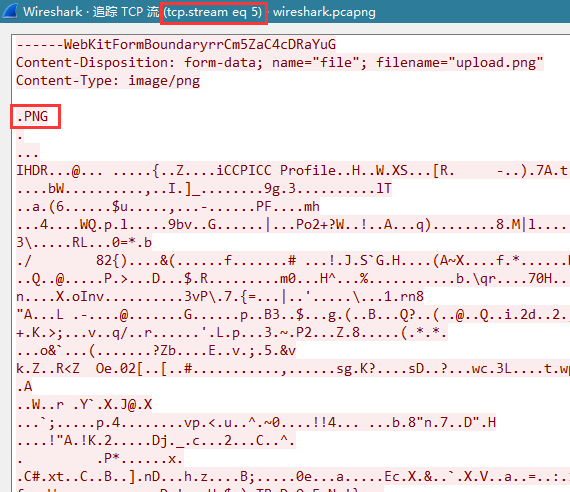 Wireshark · 追踪 TCP 流 (tcp.stream eq 5) · wireshark.pcapng
------WebKitFormBoundaryrrCm5ZaC4cDRaYuG
Content-Disposition: form-data; name="file"; filename="upload.png"
Content-Type: image/png
.PNG
.
...
IHDR...@... .....{..Z....iCCPICC Profile..H..W.XS...[R. -..).7A.t
....bW..........,..I.]_........9g.3..........lT
..a.(6......$u.....,...-......PF....mh
...4....WQ.p.l.....9bv..G......|...Po2+?W..!..A...q)........8.M|l....
3\.....RL...0=*.b
./ 82{)....&(......f.......# ...!.J.S`G.H....(A~X....f.*......
..Q..@.....P.>...D...$.R .......m0...H^...%...........b.\qr....70H..
n....X.oInv..........3vP\.7.{=...|..'.....\...1.rn8
"A...L .-....@.......G......p..B3..$...g.(..B...Q?..(..@..Q..i.2d..2.
+.K.>;...v..q/..r......'.L.p...3.~.P2...Z.8.....(.*.*.
...o&`...(.......?Zb....E..v.;.5.&v
k.Z..R<Z Oe.02[..[..#..........,......sg.K?....sD..?...wc.3L....t.wp
.A
..W..r .Y`.X.J@.X
...`;.....p.4........vp.<.u..^.~0....!!4... ...b.8"n.7..D".H
....!"A.!K.2.....Dj._.c...2...C..^.
. .P*......x.
.C#.xt..C..B..].nD...h.z....B;.....0e...a.....Ec.X.&..`.X.V..a..=..:.